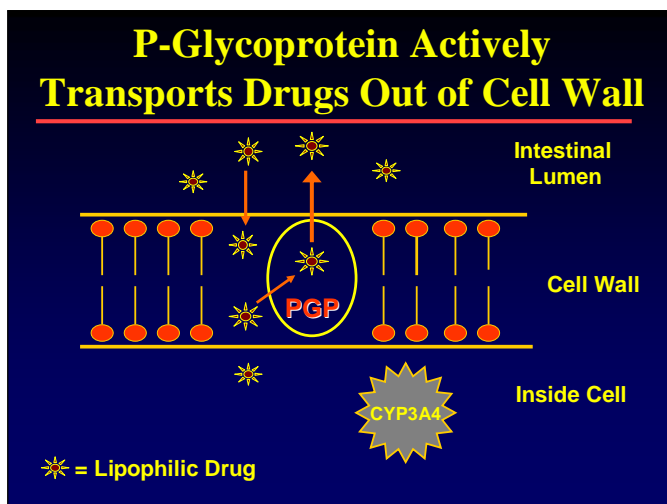 P-Glycoprotein Actively
Transports Drugs Out of Cell Wall
Intestinal
Lumen
Cell Wall
PGP
Inside Cell
CYP3A4
= Lipophilic Drug